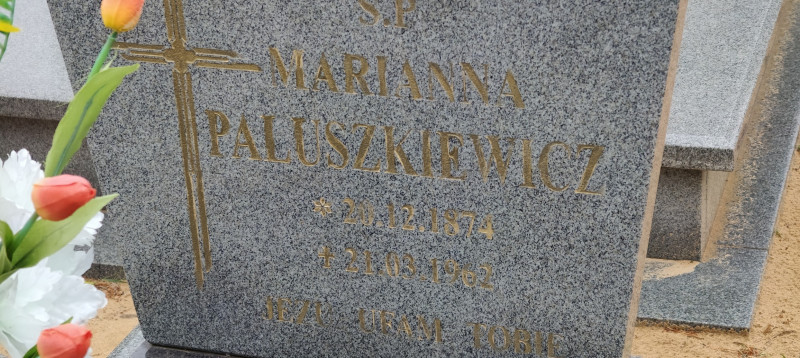 Ś.P.
MARIANNA
PALUSZKIEWICZ
* 20.12.1874
✝ 21.03.1962
JEZU UFAM TOBIE